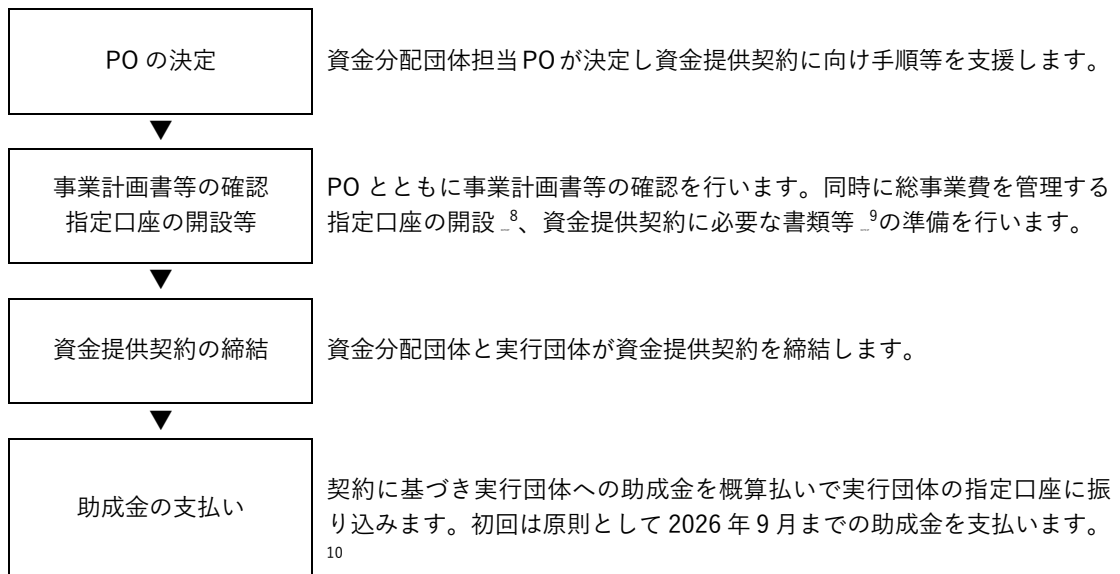 PO の決定
資金分配団体担当 PO が決定し資金提供契約に向け手順等を支援します。
▼
事業計画書等の確認
指定口座の開設等
PO とともに事業計画書等の確認を行います。同時に総事業費を管理する
指定口座の開設 8、資金提供契約に必要な書類等 9の準備を行います。
▼
資金提供契約の締結
資金分配団体と実行団体が資金提供契約を締結します。
▼
助成金の支払い
契約に基づき実行団体への助成金を概算払いで実行団体の指定口座に振
り込みます。初回は原則として 2026 年 9 月までの助成金を支払います。
10